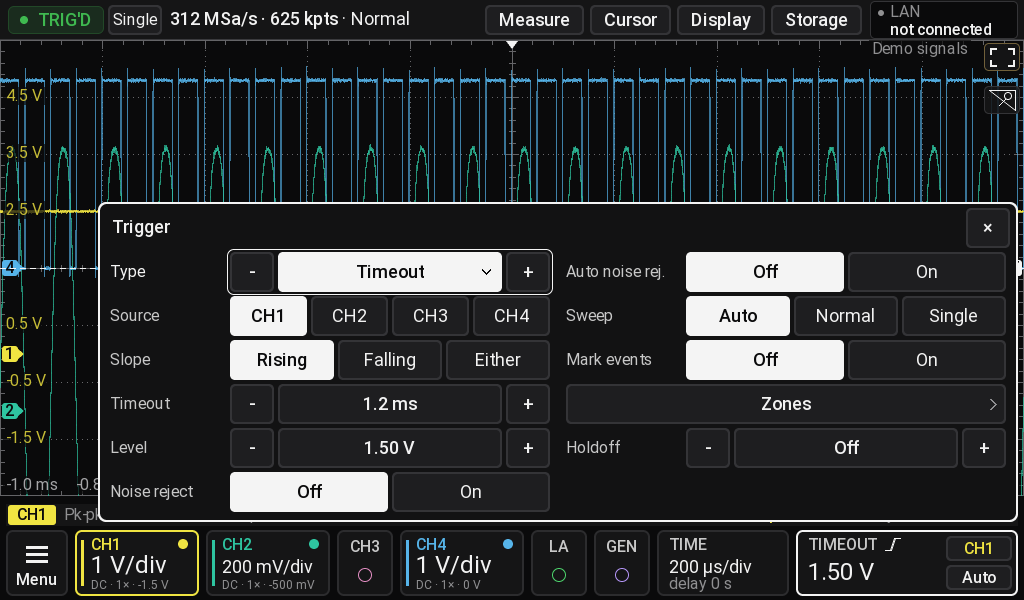 TRIG'D Single 312 MSa/s · 625 kpts · Normal Measure Cursor Display Storage LAN
not connected
Demo signals
4.5 V
3.5 V
2.5 V
Trigger ×
Type - Timeout + Auto noise rej. Off On
4
Source CH1 CH2 CH3 CH4 Sweep Auto Normal Single
0.5 V
1
Slope Rising Falling Either Mark events Off On
-0.5 V
Timeout - 1.2 ms + Zones
2
-1.5 V
Level - 1.50 V + Holdoff - Off +
-1.0 ms -0.8
Noise reject Off On
CH1 Pk-pk
CH1 CH2 CH3 CH4 LA GEN TIME TIMEOUT CH1
1 V/div 200 mV/div 1 V/div 200 µs/div 1.50 V Auto
Menu DC · 1× · -1.5 V DC · 1× · -500 mV DC · 1× · 0 V delay 0 s